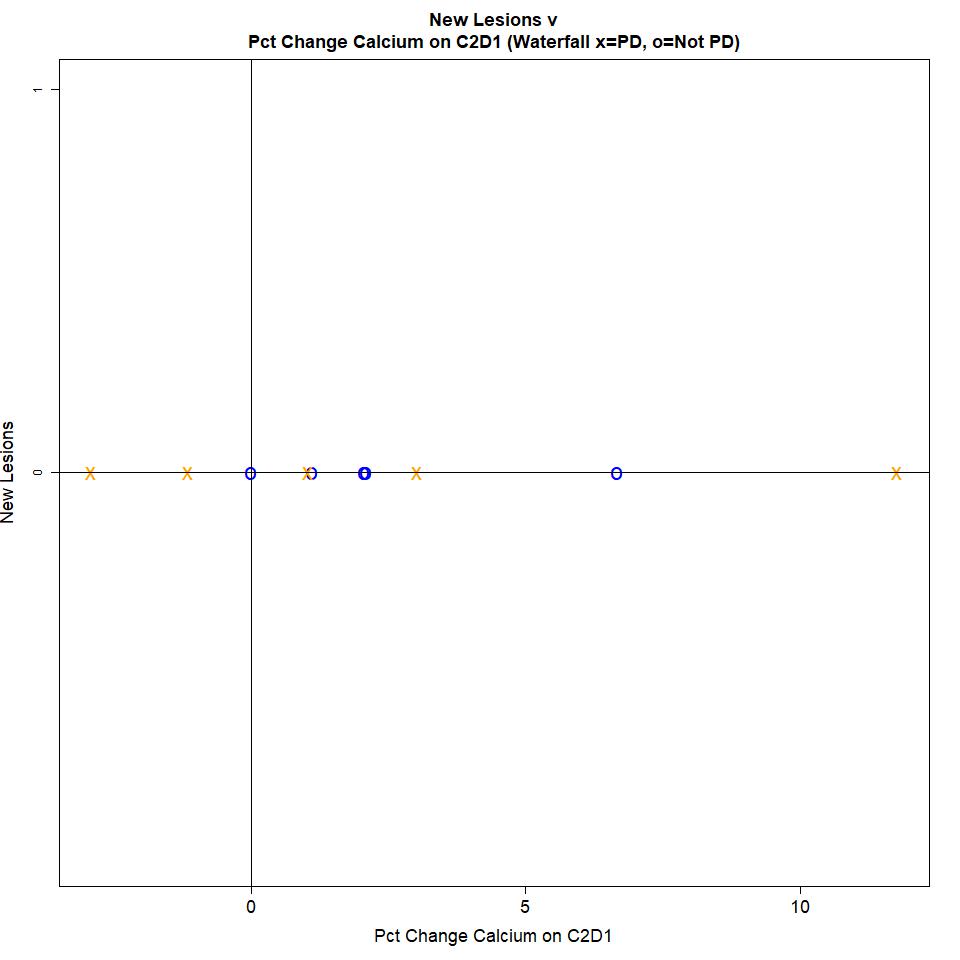 New Lesions v
Pct Change Calcium on C2D1 (Waterfall x=PD, o=Not PD)
1
0
New Lesions
x x o x o o o x o x
0 5 10
Pct Change Calcium on C2D1